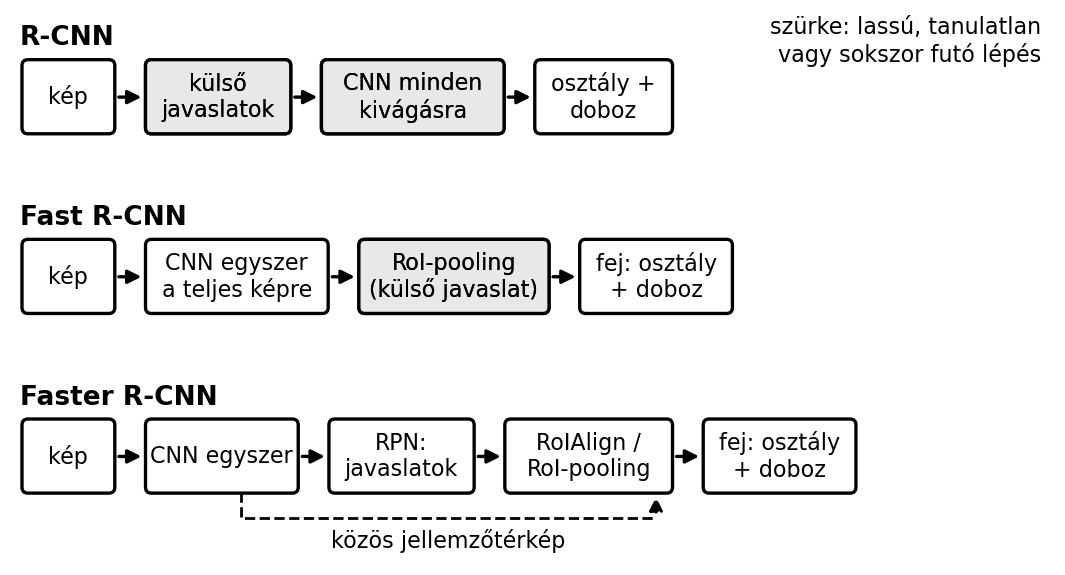 szürke: lassú, tanulatlan
vagy sokszor futó lépés
R-CNN
kép
külső
javaslatok
CNN minden
kivágásra
osztály +
doboz
Fast R-CNN
kép
CNN egyszer
a teljes képre
RoI-pooling
(külső javaslat)
fej: osztály
+ doboz
Faster R-CNN
kép
CNN egyszer
RPN:
javaslatok
RoIAlign /
RoI-pooling
fej: osztály
+ doboz
közös jellemzőtérkép